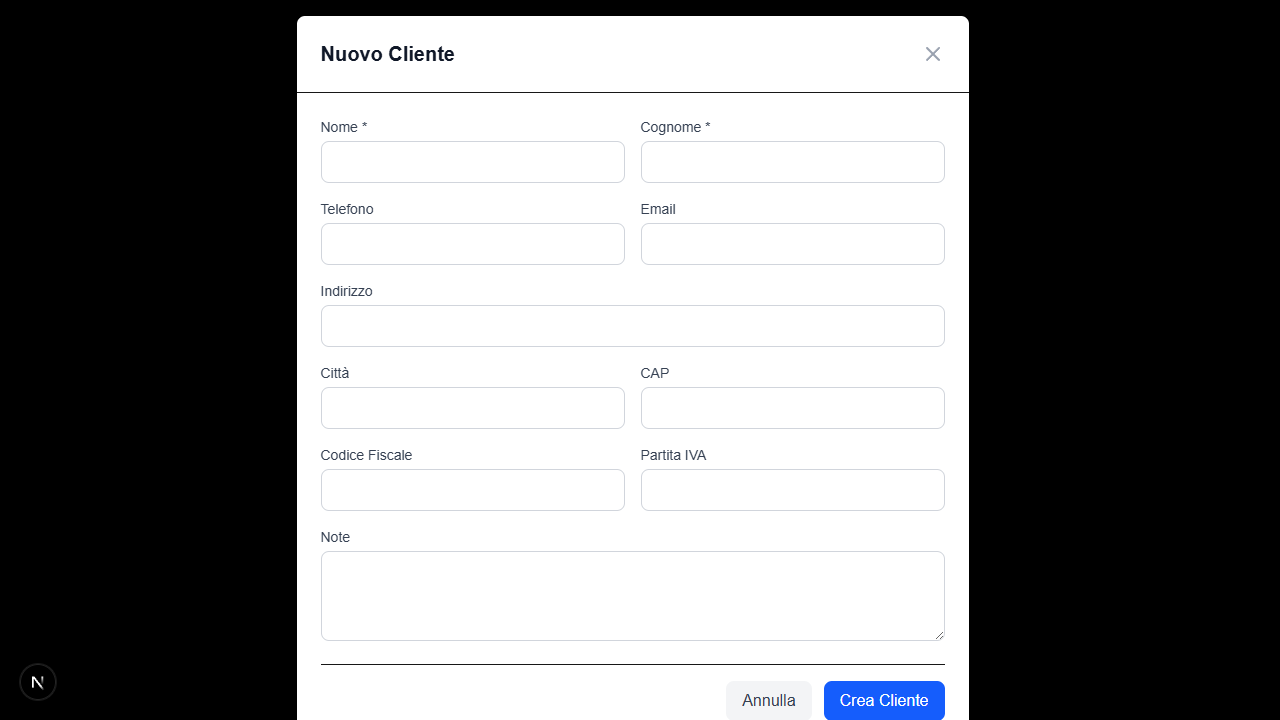 Nuovo Cliente
Nome * Cognome *
Telefono Email
Indirizzo
Città CAP
Codice Fiscale Partita IVA
Note
N
Annulla Crea Cliente